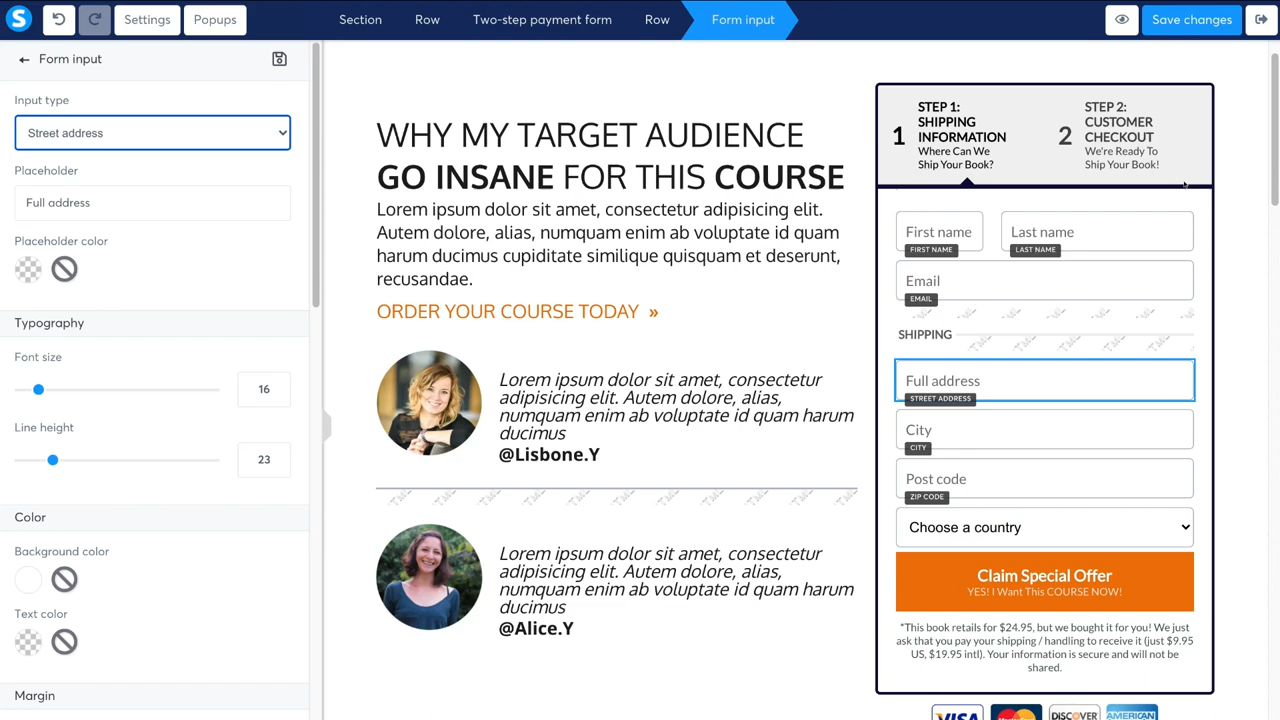 S
Settings
Popups
Section
Row
Two-step payment form
Row
Form input
Save changes
Form input
Input type
Street address
Placeholder
Full address
Placeholder color
Typography
Font size
16
Line height
23
Color
Background color
Text color
Margin
WHY MY TARGET AUDIENCE
GO INSANE FOR THIS COURSE
Lorem ipsum dolor sit amet, consectetur adipisicing elit.
Autem dolore, alias, numquam enim ab voluptate id quam
harum ducimus cupiditate similique quisquam et deserunt,
recusandae.
ORDER YOUR COURSE TODAY »
Lorem ipsum dolor sit amet, consectetur
adipisicing elit. Autem dolore, alias,
numquam enim ab voluptate id quam harum
ducimus
@Lisbone.Y
Lorem ipsum dolor sit amet, consectetur
adipisicing elit. Autem dolore, alias,
numquam enim ab voluptate id quam harum
ducimus
@Alice.Y
1
STEP 1:
SHIPPING
INFORMATION
Where Can We
Ship Your Book?
2
STEP 2:
CUSTOMER
CHECKOUT
We're Ready To
Ship Your Book!
First name
FIRST NAME
Last name
LAST NAME
Email
EMAIL
SHIPPING
Full address
STREET ADDRESS
City
CITY
Post code
ZIP CODE
Choose a country
Claim Special Offer
YES! I Want This COURSE NOW!
*This book retails for $24.95, but we bought it for you! We just
ask that you pay your shipping / handling to receive it (just $9.95
US, $19.95 intl). Your information is secure and will not be
shared.
VISA
DISCOVER
AMERICAN